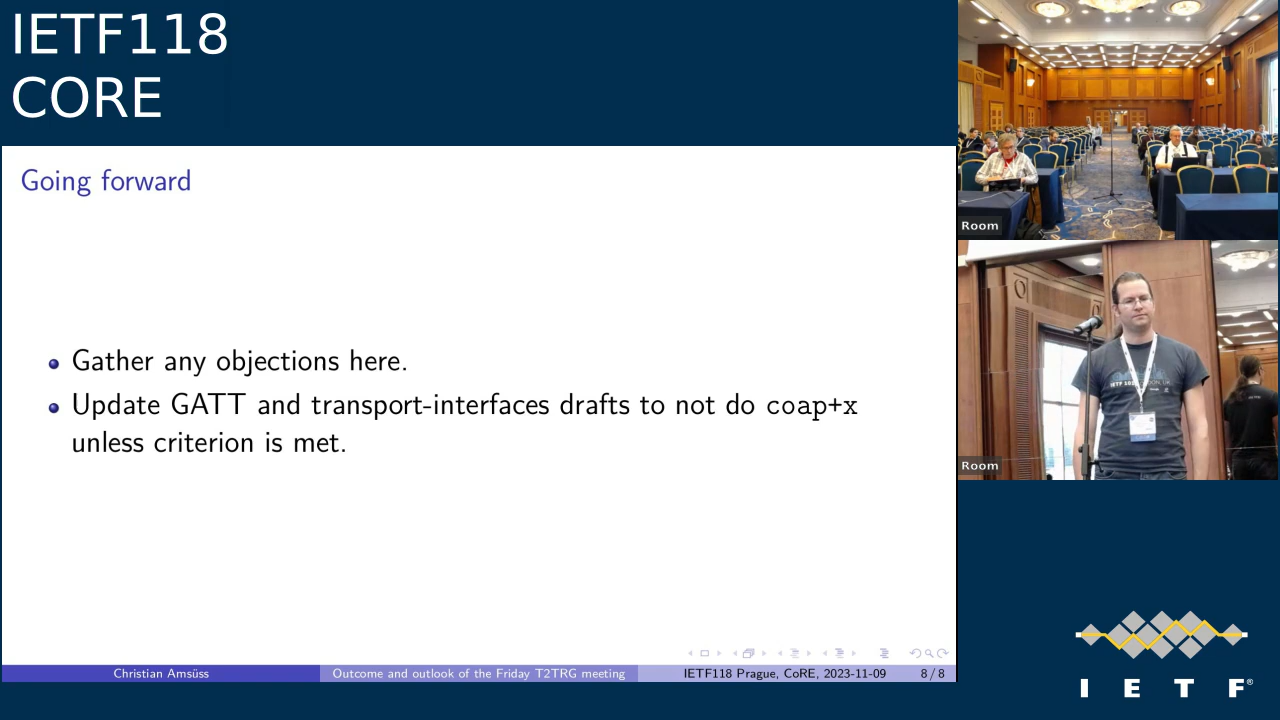 IETF118
CORE
Going forward
Gather any objections here.
Update GATT and transport-interfaces drafts to not do coap+x
unless criterion is met.
Christian Amsüss
Outcome and outlook of the Friday T2TRG meeting
IETF118 Prague, CoRE, 2023-11-09
8 / 8
Room
Room
I E T F®